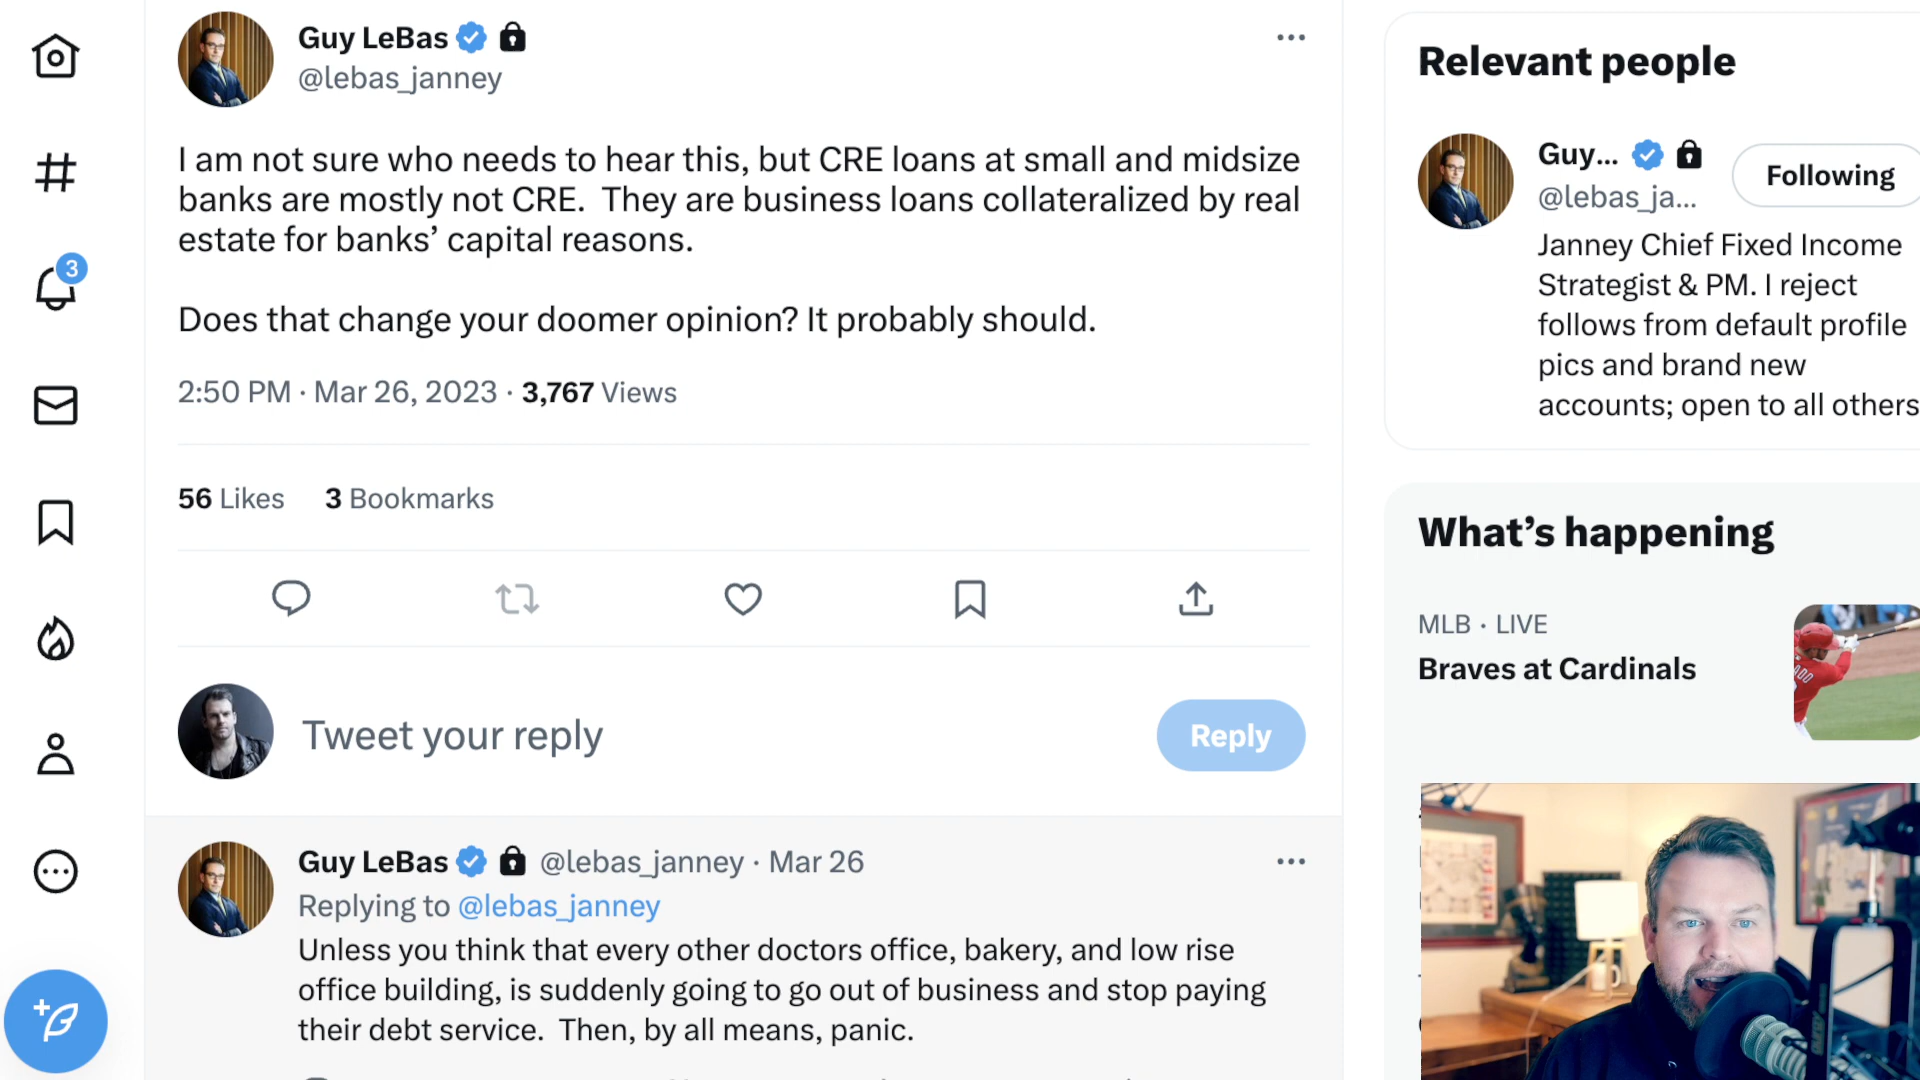 Guy LeBas
@lebas_janney
I am not sure who needs to hear this, but CRE loans at small and midsize
banks are mostly not CRE.  They are business loans collateralized by real
estate for banks’ capital reasons.
Does that change your doomer opinion? It probably should.
2:50 PM · Mar 26, 2023 · 3,767 Views
56 Likes 3 Bookmarks
Tweet your reply
Reply
Guy LeBas @lebas_janney · Mar 26
Replying to @lebas_janney
Unless you think that every other doctors office, bakery, and low rise
office building, is suddenly going to go out of business and stop paying
their debt service.  Then, by all means, panic.
3
Relevant people
Guy...
@lebas_ja...
Following
Janney Chief Fixed Income
Strategist & PM. I reject
follows from default profile
pics and brand new
accounts; open to all others
What’s happening
MLB · LIVE
Braves at Cardinals